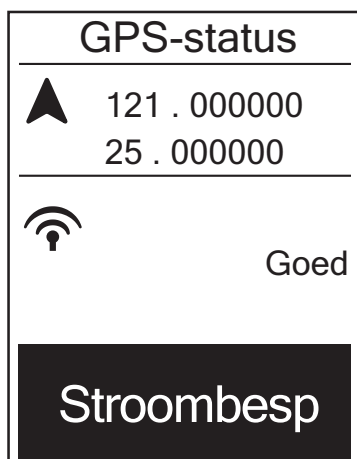 GPS-status
121 . 000000
25 . 000000
Goed
Stroombesp